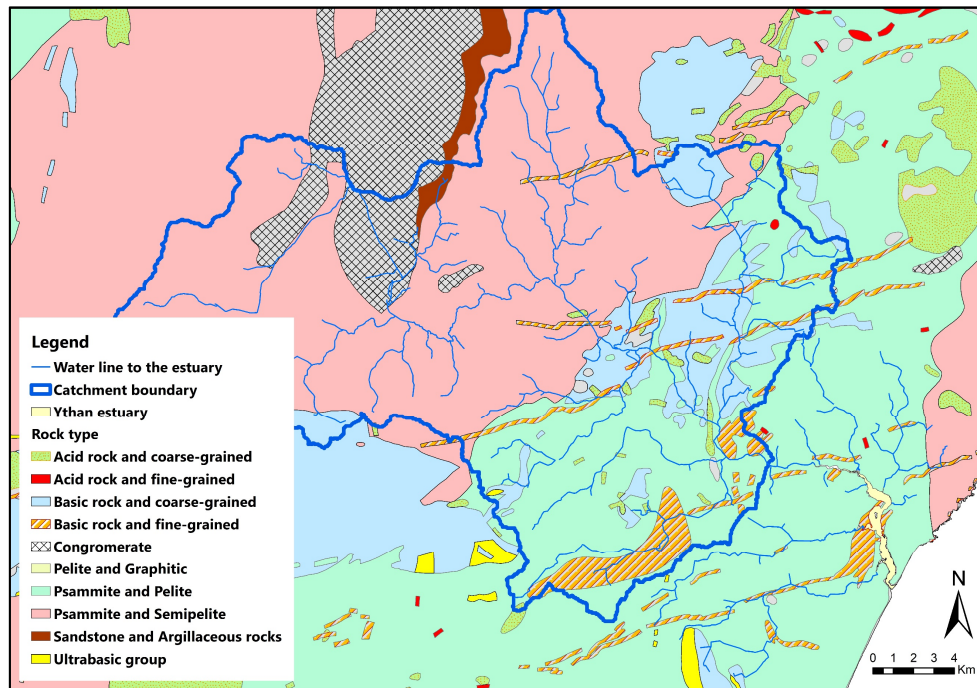 Legend
Water line to the estuary
Catchment boundary
Ythan estuary
Rock type
Acid rock and coarse-grained
Acid rock and fine-grained
Basic rock and coarse-grained
Basic rock and fine-grained
Congromerate
Pelite and Graphitic
Psammite and Pelite
Psammite and Semipelite
Sandstone and Argillaceous rocks
Ultrabasic group
N
0 1 2 3 4
Km